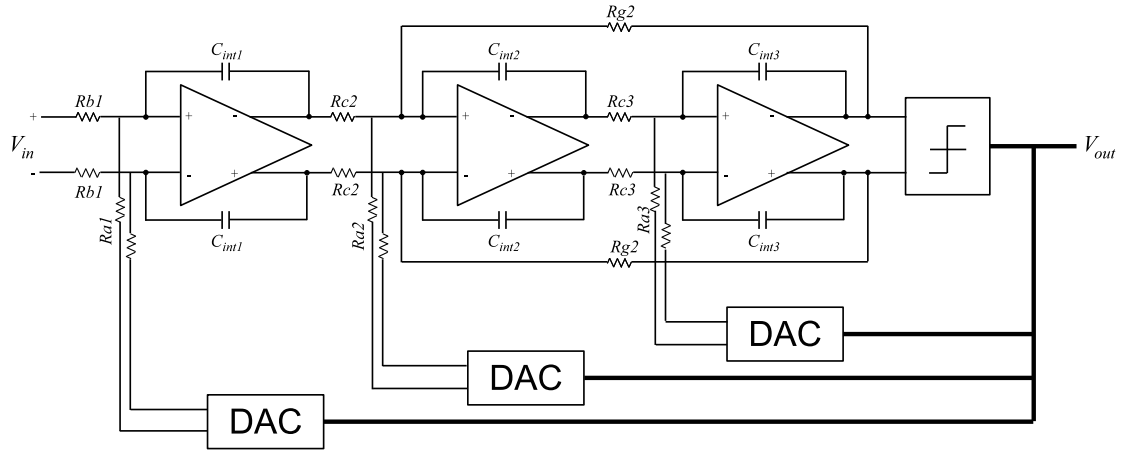 Rg2
Cint1
Cint2
Cint3
Rb1
Rc2
Rc3
+
+
-
+
-
+
-
Vin
Vout
-
-
+
-
+
-
+
Rb1
Rc2
Rc3
Ra1
Ra2
Ra3
Cint1
Cint2
Cint3
Rg2
DAC
DAC
DAC